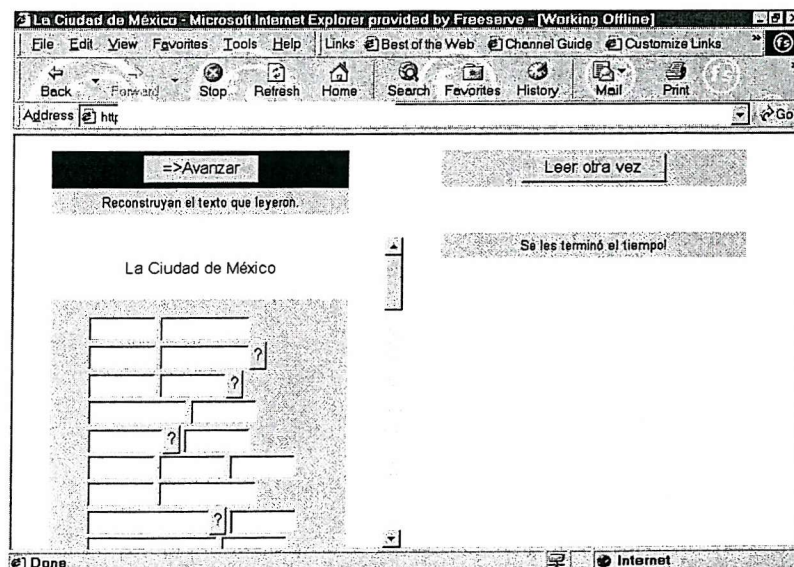 La Ciudad de México - Microsoft Internet Explorer provided by Freeserve - [Working Offline]
File Edit View Favorites Tools Help Links Best of the Web Channel Guide Customize Links
Back Forward Stop Refresh Home Search Favorites History Mail Print
Address http Go
=>Avanzar
Leer otra vez
Reconstruyan el texto que leyeron.
Se les terminó el tiempo!
La Ciudad de México
?
?
?
?
Done Internet